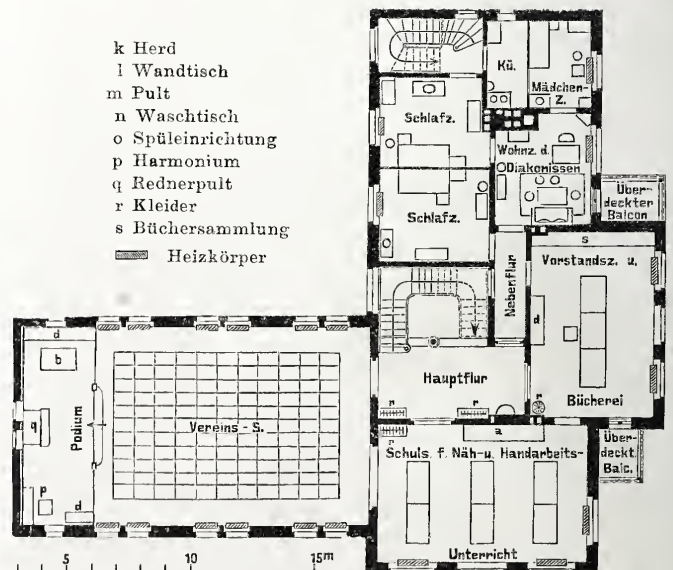 k Herd
l Wandtisch
m Pult
n Waschtisch
o Spüleinrichtung
p Harmonium
q Rednerpult
r Kleider
s Büchersammlung
Heizkörper
Kü.
Mädchen-
Z.
Schlafz.
Wohnz. d.
Diakonissen
Über-
deckter
Balcon
Schlafz.
s
Vorstandsz. u.
Nebenflur
d
Bücherei
r
Hauptflur
r
r
d
b
q
Podium
A
p
d
Vereins-S.
r
a
Schuls. f. Näh-u. Handarbeits-
Unterricht
Über-
deckt.
Balc.
5
10
15m